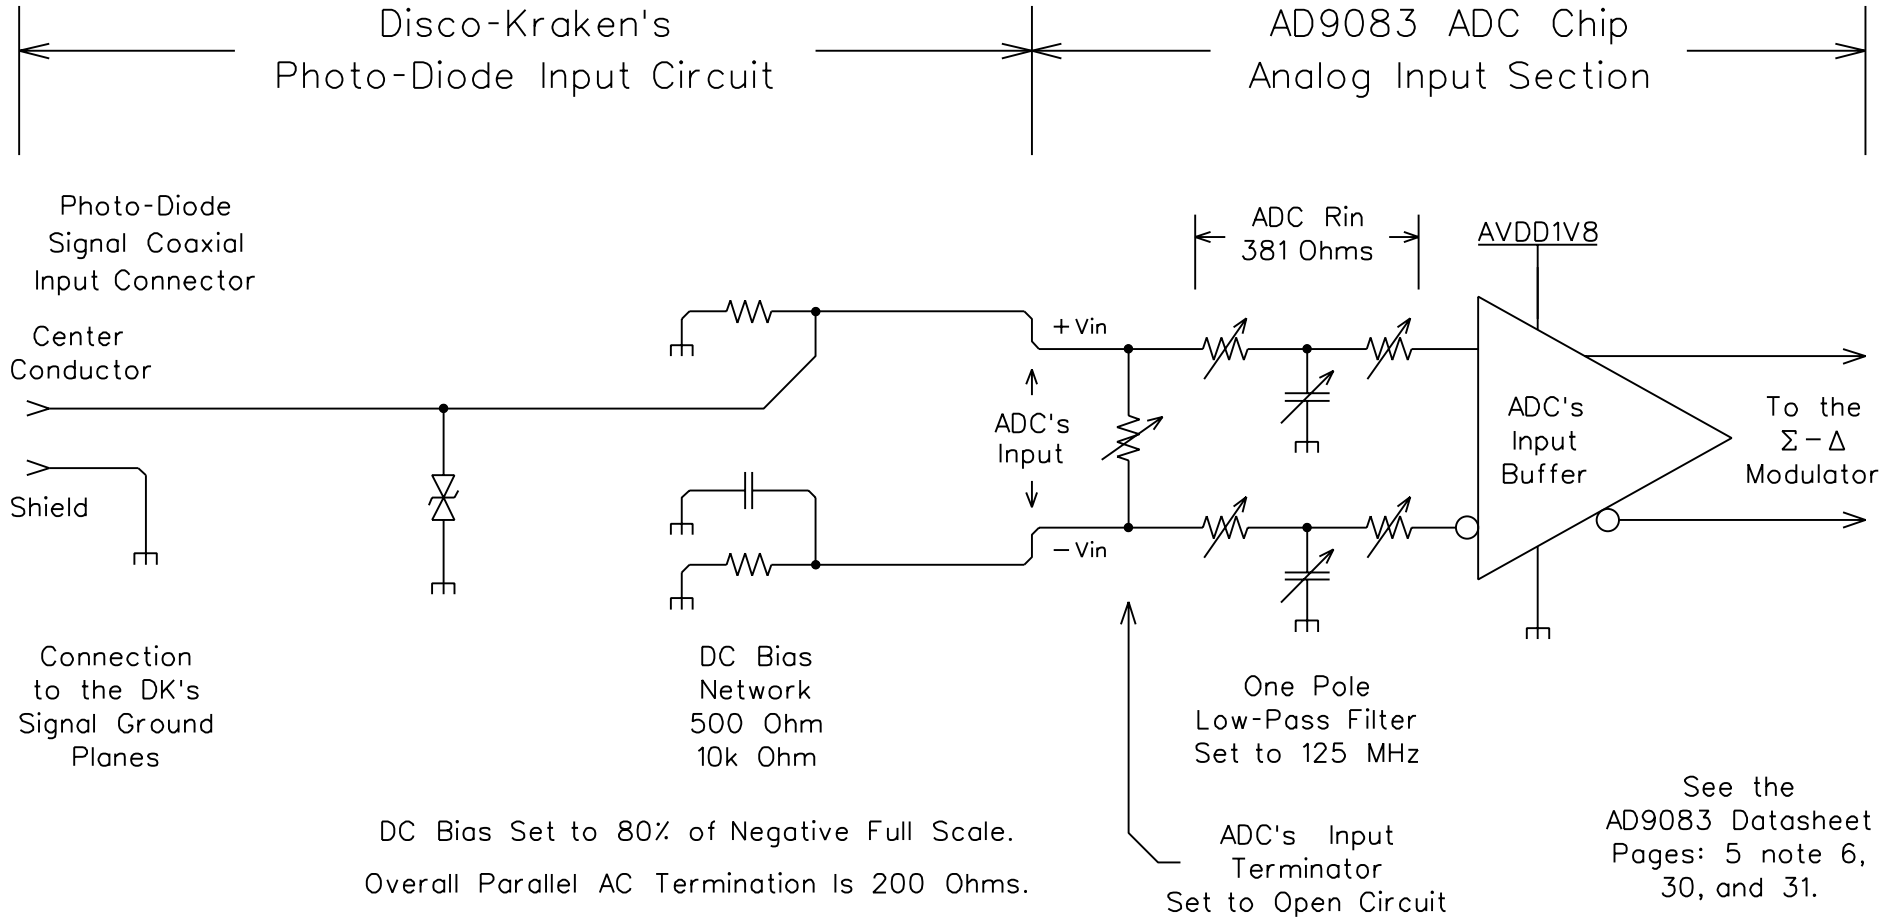 Disco-Kraken's
Photo-Diode Input Circuit
AD9083 ADC Chip
Analog Input Section
Photo-Diode
Signal Coaxial
Input Connector
Center
Conductor
Shield
Connection
to the DK's
Signal Ground
Planes
DC Bias
Network
500 Ohm
10k Ohm
DC Bias Set to 80% of Negative Full Scale.
Overall Parallel AC Termination Is 200 Ohms.
+Vin
ADC's
Input
-Vin
ADC Rin
381 Ohms
AVDD1V8
ADC's
Input
Buffer
To the
Σ-Δ
Modulator
One Pole
Low-Pass Filter
Set to 125 MHz
ADC's Input
Terminator
Set to Open Circuit
See the
AD9083 Datasheet
Pages: 5 note 6,
30, and 31.